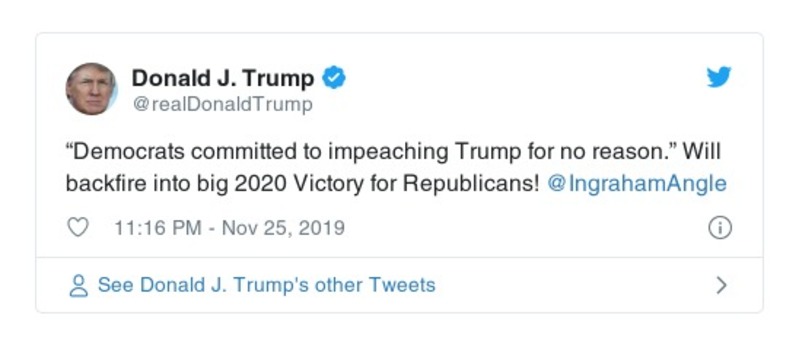 Donald J. Trump
@realDonaldTrump
“Democrats committed to impeaching Trump for no reason.” Will
backfire into big 2020 Victory for Republicans! @IngrahamAngle
11:16 PM - Nov 25, 2019
See Donald J. Trump's other Tweets